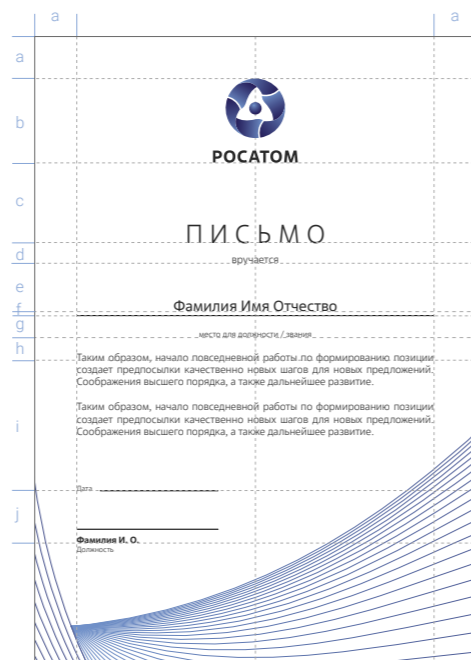 a a
a
b
РОСАТОМ
c
ПИСЬМО
d
вручается
e
Фамилия Имя Отчество
f
g
место для должности / звания
h
Таким образом, начало повседневной работы по формированию позиции
создает предпосылки качественно новых шагов для новых предложений.
Соображения высшего порядка, а также дальнейшее развитие.
Таким образом, начало повседневной работы по формированию позиции
создает предпосылки качественно новых шагов для новых предложений.
Соображения высшего порядка, а также дальнейшее развитие.
i
Дата
j
Фамилия И. О.
Должность